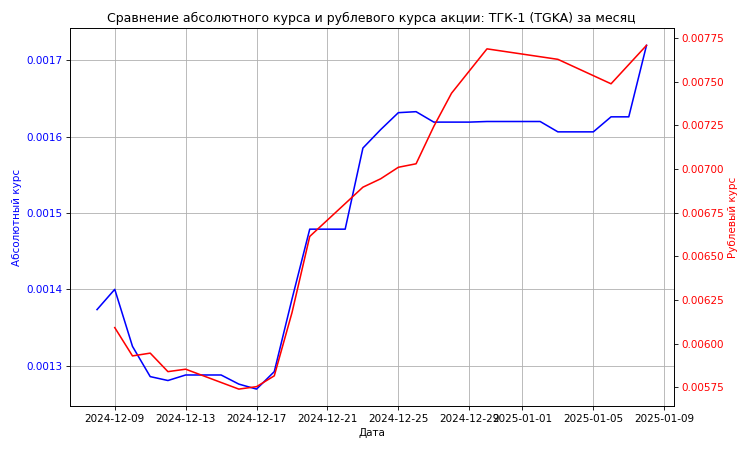 Сравнение абсолютного курса и рублевого курса акции: ТГК-1 (TGKA) за месяц
Абсолютный курс
0.0017
0.0016
0.0015
0.0014
0.0013
0.00775
0.00750
0.00725
0.00700
0.00675
0.00650
0.00625
0.00600
0.00575
Рублевый курс
2024-12-09 2024-12-13 2024-12-17 2024-12-21 2024-12-25 2024-12-29 2025-01-01 2025-01-05 2025-01-09
Дата